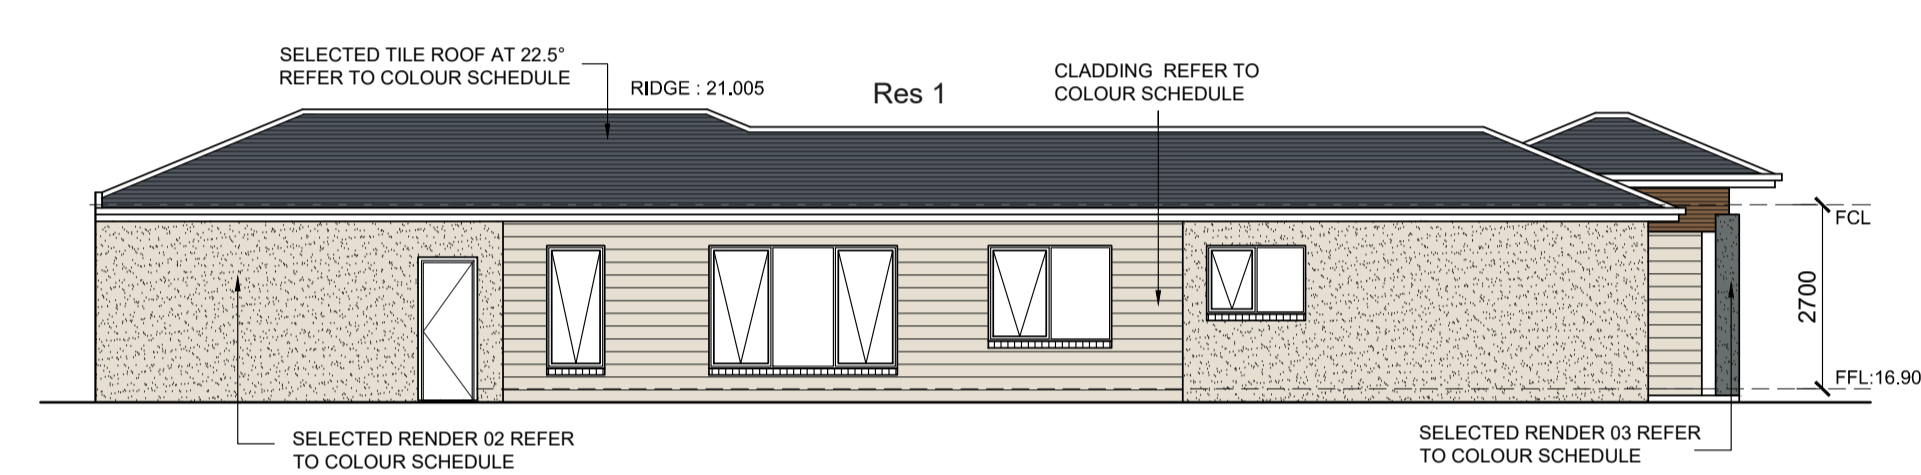 SELECTED TILE ROOF AT 22.5°
REFER TO COLOUR SCHEDULE
RIDGE : 21.005
Res 1
CLADDING REFER TO
COLOUR SCHEDULE
FCL
2700
FFL:16.90
SELECTED RENDER 02 REFER
TO COLOUR SCHEDULE
SELECTED RENDER 03 REFER
TO COLOUR SCHEDULE